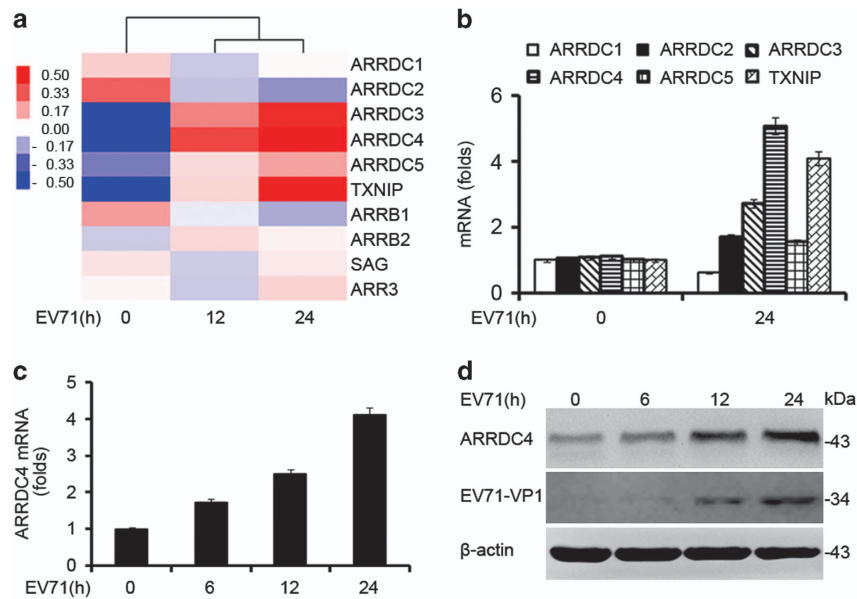 a
0.50
0.33
0.17
0.00
- 0.17
- 0.33
- 0.50
ARRDC1
ARRDC2
ARRDC3
ARRDC4
ARRDC5
TXNIP
ARRB1
ARRB2
SAG
ARR3
EV71(h) 0 12 24
b
ARRDC1 ARRDC2 ARRDC3
ARRDC4 ARRDC5 TXNIP
mRNA (folds)
6
4
2
0
EV71(h) 0 24
c
ARRDC4 mRNA
(folds)
5
4
3
2
1
0
EV71(h) 0 6 12 24
d
EV71(h) 0 6 12 24 kDa
ARRDC4 -43
EV71-VP1 -34
β-actin -43